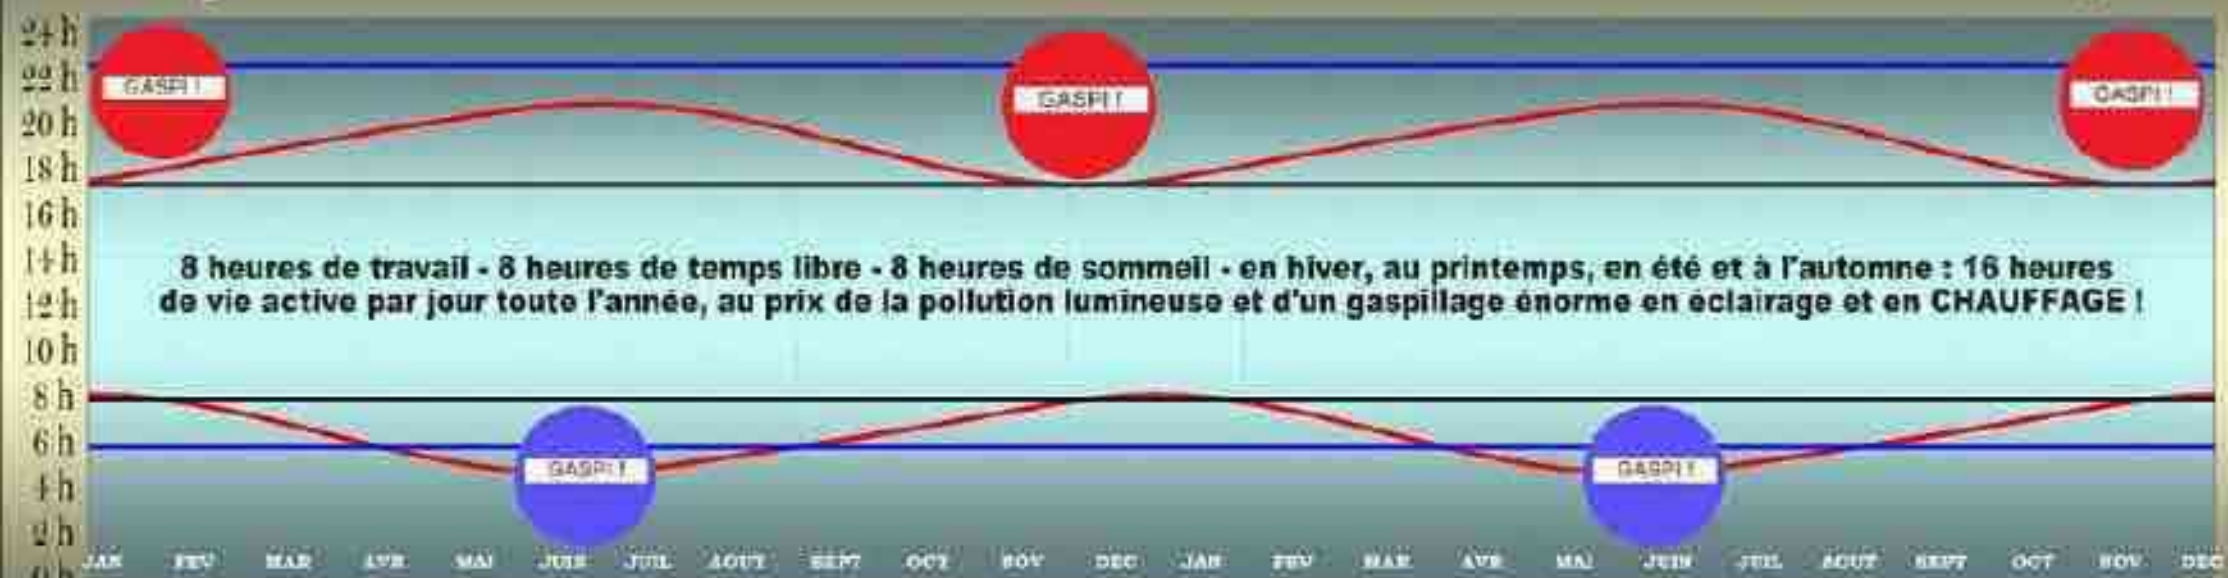 24 h
22 h
20 h
18 h
16 h
14 h
12 h
10 h
8 h
6 h
4 h
2 h
0 h
GASPI !
GASPI !
GASPI !
8 heures de travail - 8 heures de temps libre - 8 heures de sommeil - en hiver, au printemps, en été et à l'automne : 16 heures
de vie active par jour toute l'année, au prix de la pollution lumineuse et d'un gaspillage énorme en éclairage et en CHAUFFAGE !
GASPI !
GASPI !
JAN FEV MAR AVR MAI JUIN JUIL AOUT SEPT OCT NOV DEC JAN FEV MAR AVR MAI JUIN JUIL AOUT SEPT OCT NOV DEC